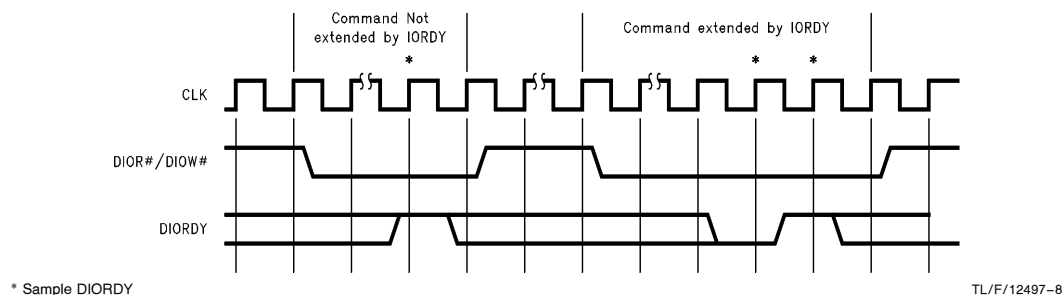 Command Not
extended by IORDY
Command extended by IORDY
*
*
*
CLK
DIOR#/DIOW#
DIORDY
* Sample DIORDY
TL/F/12497–8